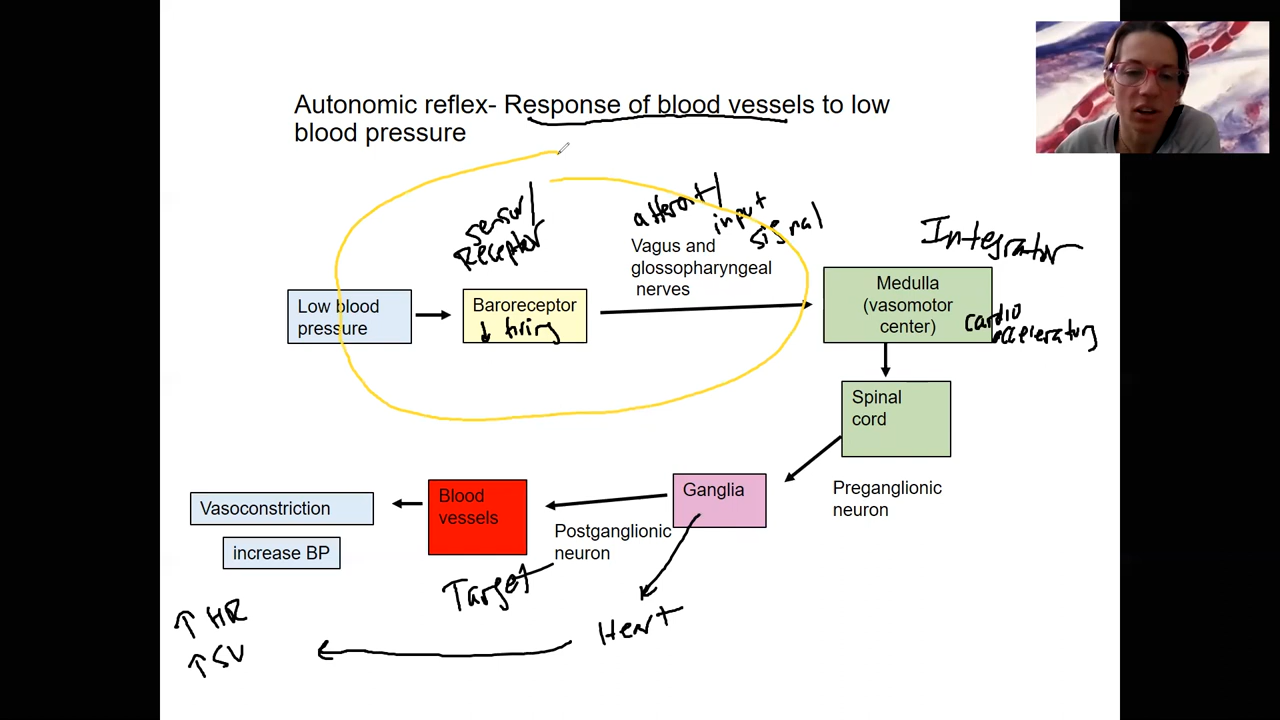 Autonomic reflex- Response of blood vessels to low
blood pressure
sensor/
Receptor
afferent/
input
signal
Vagus and
glossopharyngeal
nerves
Integrator
Low blood
pressure
Baroreceptor
↓ firing
Medulla
(vasomotor
center)
cardio
acceleratory
Spinal
cord
Preganglionic
neuron
Ganglia
Postganglionic
neuron
Blood
vessels
Vasoconstriction
increase BP
Target
Heart
↑ HR
↑ SV